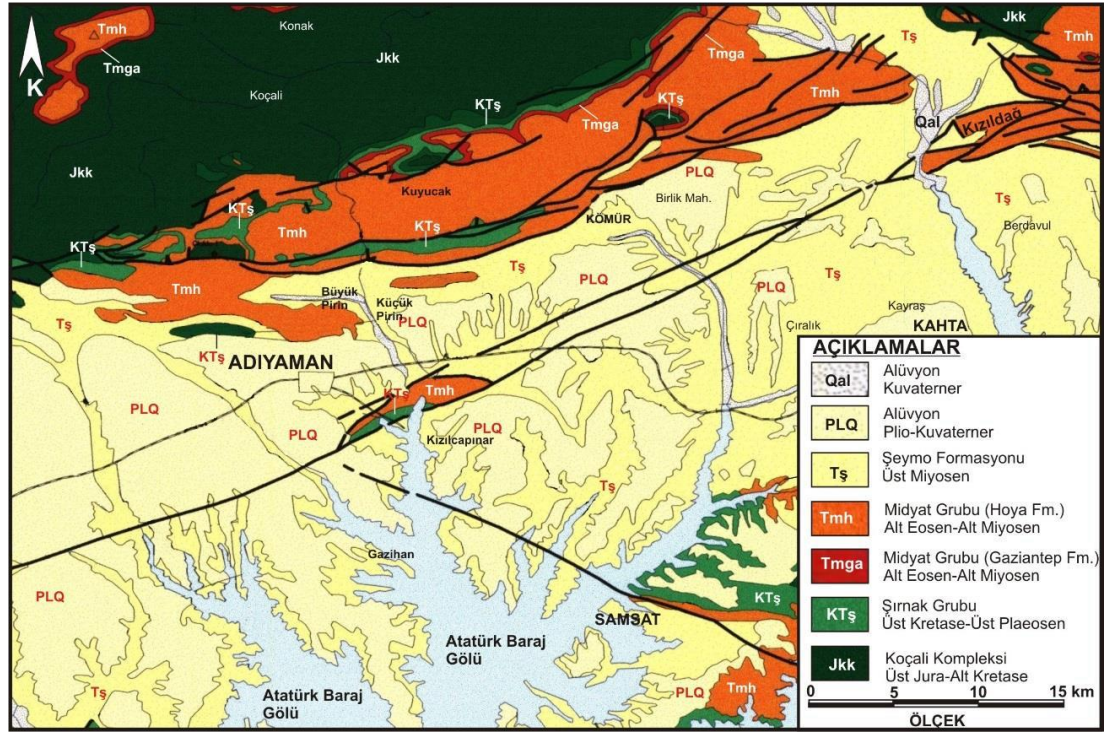 Tmh
Tmga
K
Konak
Koçali
Jkk
Jkk
KTş
Tmga
Tmga
KTş
Tmh
Tş
Jkk
Tmh
Qal
Kızıldağ
KTş
Tmh
KTş
Kuyucak
KTş
KÖMÜR
PLQ
Birlik Mah.
Tş
Berdavul
Tmh
Tş
Büyük
Pirin
Küçük
Pirin
Tş
PLQ
PLQ
PLQ
Tş
Çıralık
Kayraş
KAHTA
KTş
ADIYAMAN
PLQ
PLQ
KTş
Tmh
Kızılcapınar
PLQ
Tş
Gazihan
PLQ
Tş
Atatürk Baraj
Gölü
Atatürk Baraj
Gölü
SAMSAT
KTş
PLQ
Tmh
AÇIKLAMALAR
Qal
Alüvyon
Kuvaterner
PLQ
Alüvyon
Plio-Kuvaterner
Tş
Şeymo Formasyonu
Üst Miyosen
Tmh
Midyat Grubu (Hoya Fm.)
Alt Eosen-Alt Miyosen
Tmga
Midyat Grubu (Gaziantep Fm.)
Alt Eosen-Alt Miyosen
KTş
Şırnak Grubu
Üst Kretase-Üst Plaeosen
Jkk
Koçali Kompleksi
Üst Jura-Alt Kretase
0 5 10 15 km
ÖLÇEK